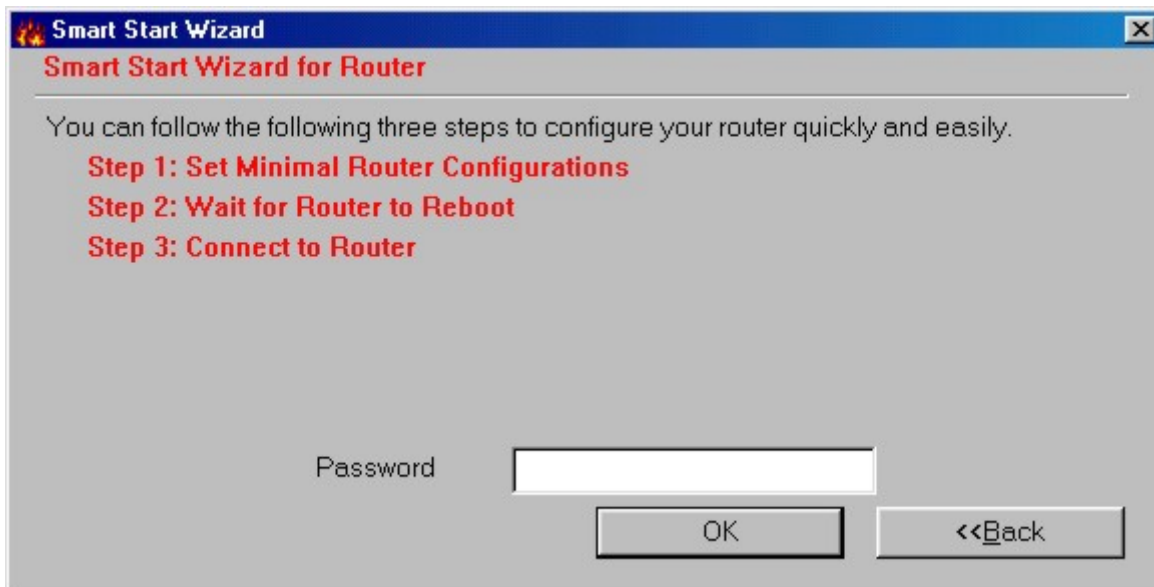 Smart Start Wizard
Smart Start Wizard for Router
You can follow the following three steps to configure your router quickly and easily.
Step 1: Set Minimal Router Configurations
Step 2: Wait for Router to Reboot
Step 3: Connect to Router
Password
OK
<<Back